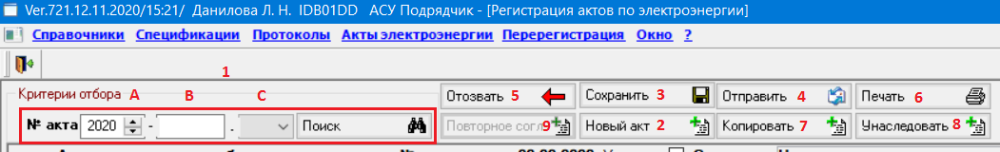 Ver.721.12.11.2020/15:21/ Данилова Л. Н. IDB01DD АСУ Подрядчик - [Регистрация актов по электроэнергии]
Справочники Спецификации Протоколы Акты электроэнергии Перерегистрация Окно ?
1
Критерии отбора A B C
Отозвать 5 Сохранить 3 Отправить 4 Печать 6
№ акта 2020 - . Поиск Повторное согл 9 Новый акт 2 Копировать 7 Унаследовать 8